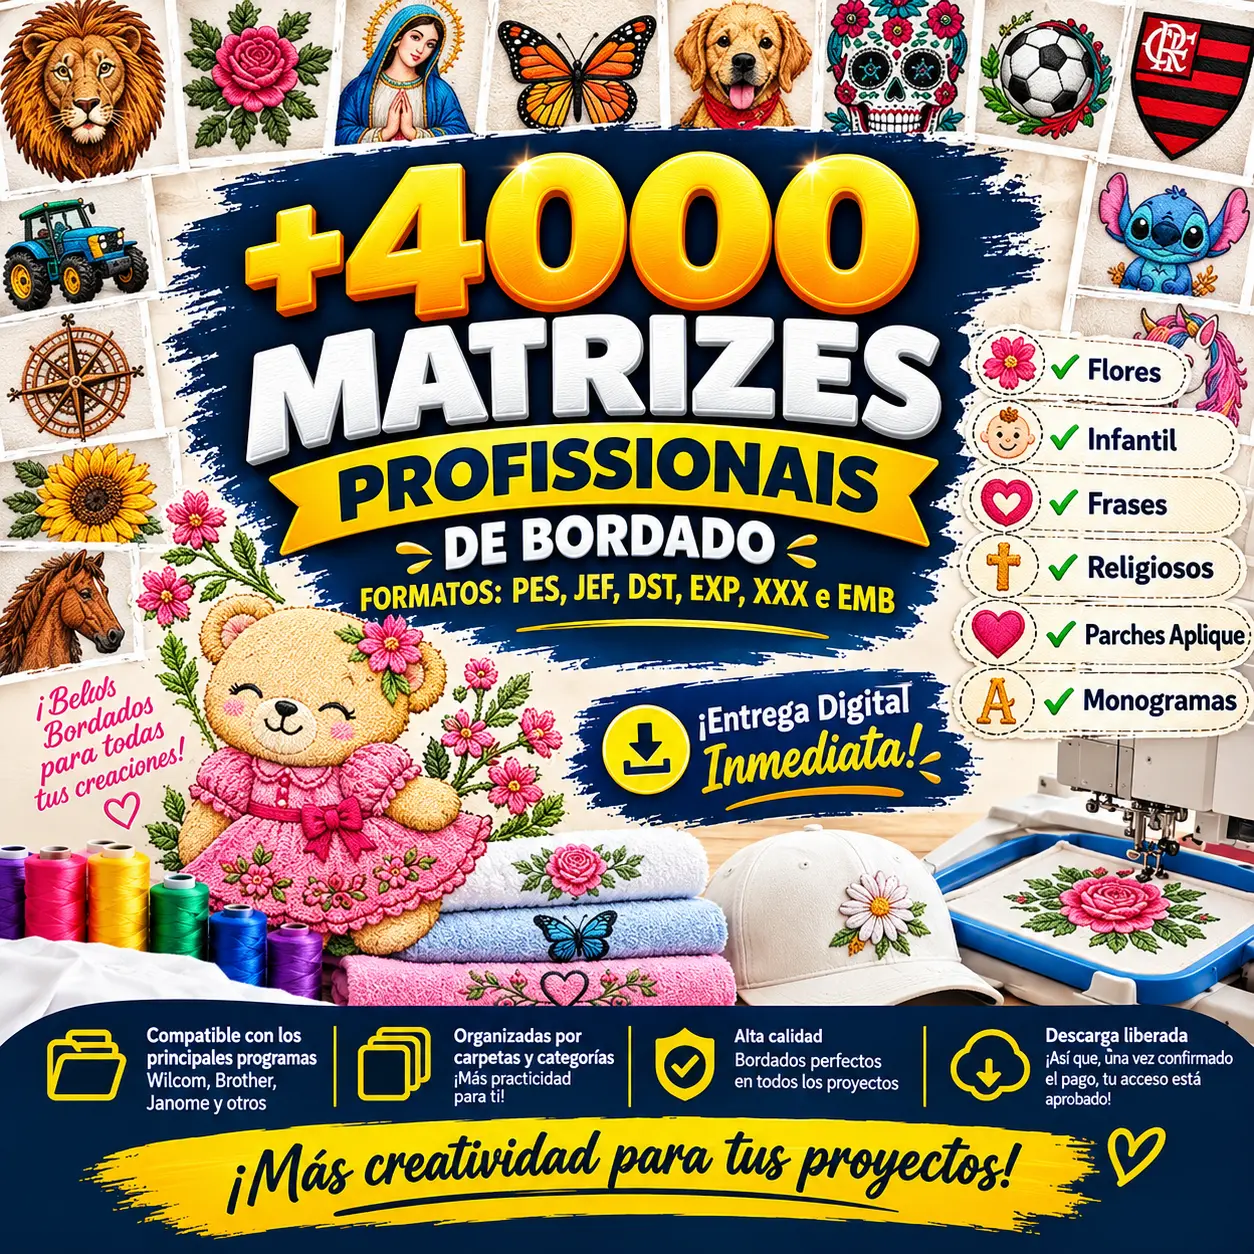 +4000
MATRIZES
PROFISSIONAIS
DE BORDADO
FORMATOS: PES, JEF, DST, EXP, XXX e EMB
Flores
Infantil
Frases
Religiosos
Parches Aplique
Monogramas
Bordados
para todas
tus creaciones!
¡Entrega Digital
Inmediata!
A
Compatible con los
principales programas
Wilcom, Brother,
Janome y otros
Organizadas por
carpetas y categorías
¡Más practicidad
para ti!
Alta calidad
Bordados perfectos
en todos los proyectos
Descarga liberada
¡Así que, una vez confirmado
el pago, tu acceso está
aprobado!
¡Más creatividad para tus proyectos!